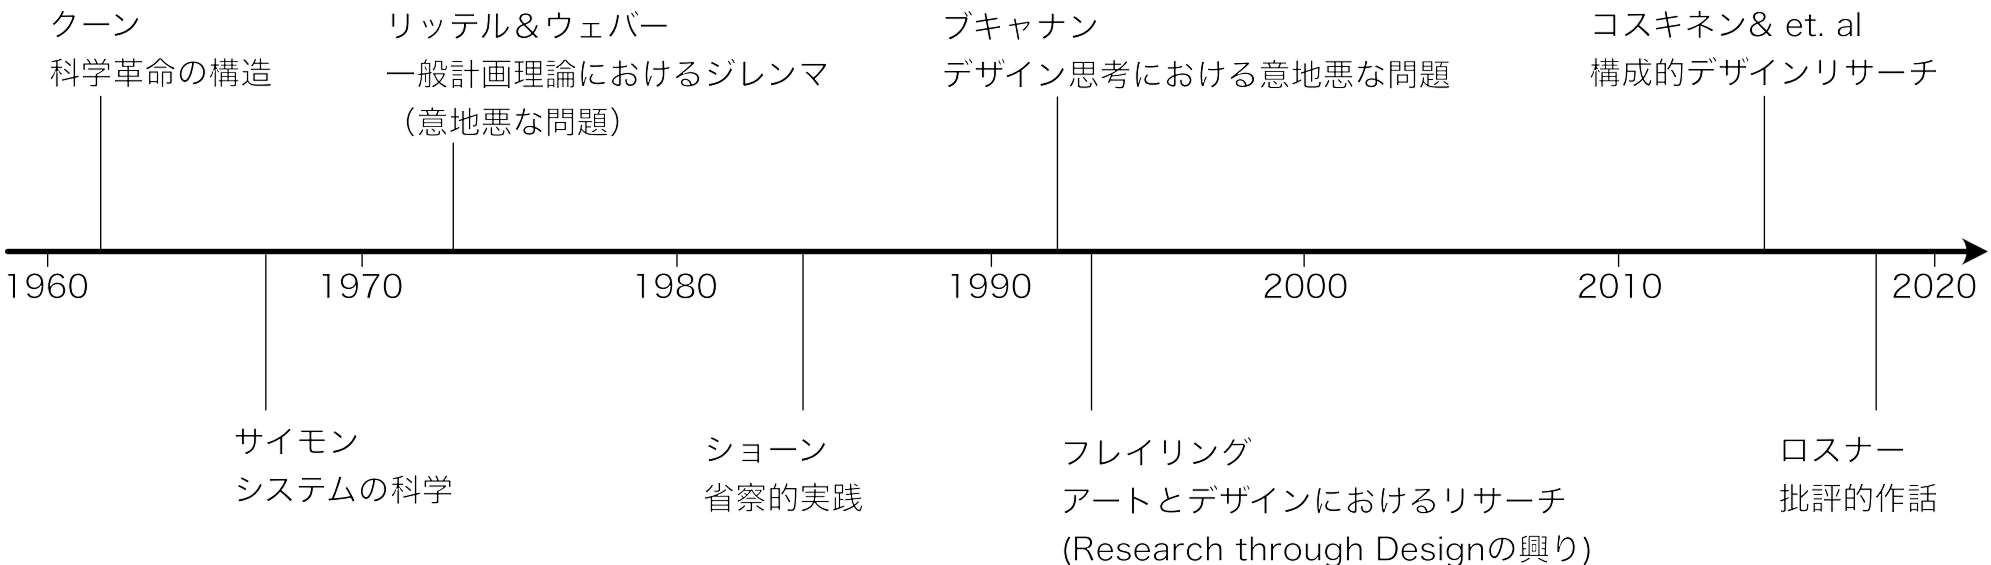 クーン
科学革命の構造
リッテル＆ウェバー
一般計画理論におけるジレンマ
（意地悪な問題）
ブキャナン
デザイン思考における意地悪な問題
コスキネン& et. al
構成的デザインリサーチ
1960
1970
1980
1990
2000
2010
2020
サイモン
システムの科学
ショーン
省察的実践
フレイリング
アートとデザインにおけるリサーチ
(Research through Designの興り)
ロスナー
批評的作話